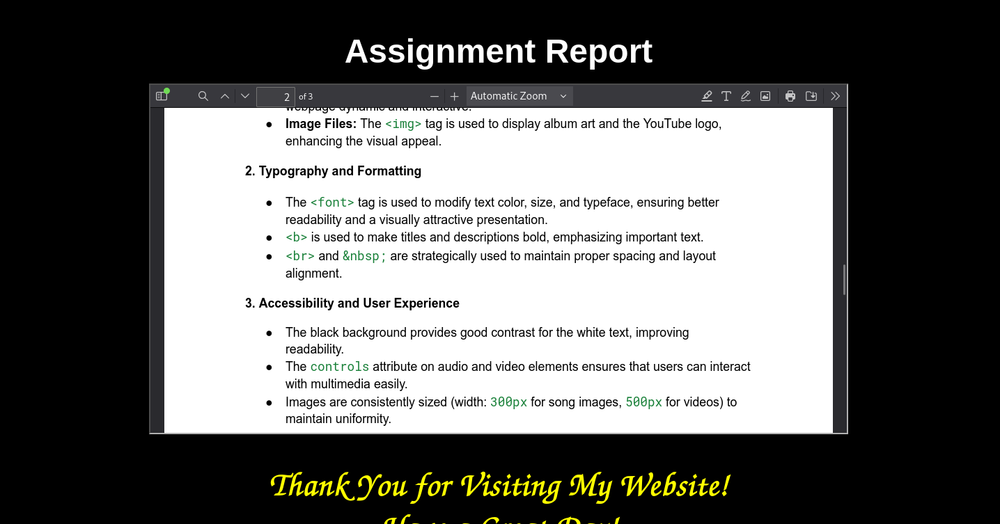 Assignment Report
2 of 3
Automatic Zoom
webpage dynamic and interactive.
● Image Files: The <img> tag is used to display album art and the YouTube logo,
enhancing the visual appeal.
2. Typography and Formatting
● The <font> tag is used to modify text color, size, and typeface, ensuring better
readability and a visually attractive presentation.
● <b> is used to make titles and descriptions bold, emphasizing important text.
● <br> and &nbsp; are strategically used to maintain proper spacing and layout
alignment.
3. Accessibility and User Experience
● The black background provides good contrast for the white text, improving
readability.
● The controls attribute on audio and video elements ensures that users can interact
with multimedia easily.
● Images are consistently sized (width: 300px for song images, 500px for videos) to
maintain uniformity.
Thank You for Visiting My Website!
Have a Great Day!